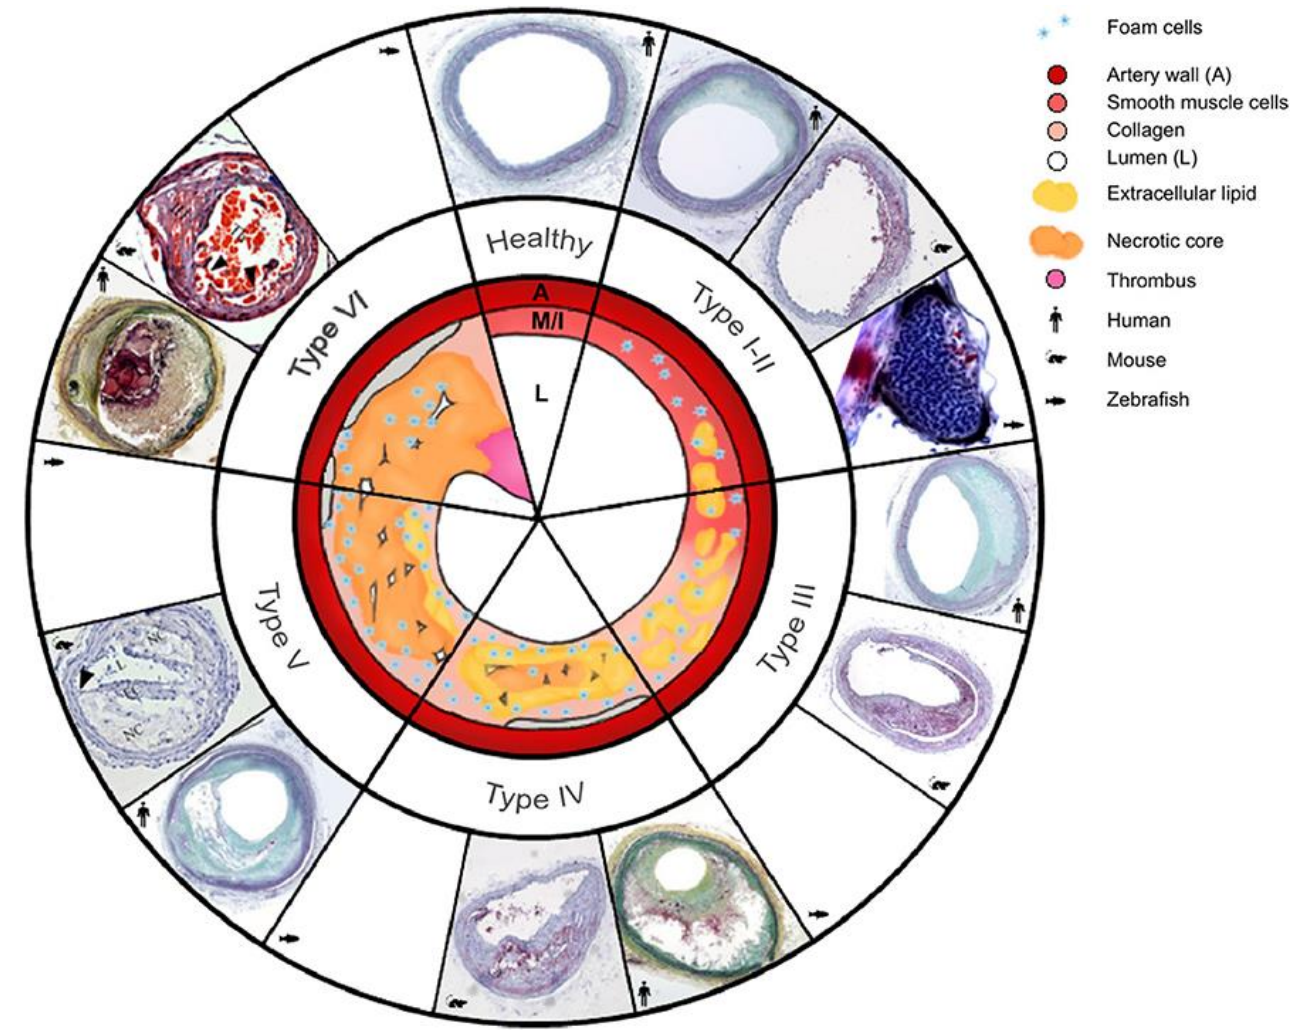 Foam cells
Artery wall (A)
Smooth muscle cells
Collagen
Lumen (L)
Extracellular lipid
Necrotic core
Thrombus
Human
Mouse
Zebrafish
Healthy
Type I-II
Type III
Type IV
Type V
Type VI
A
M/I
L
NC
L
NC